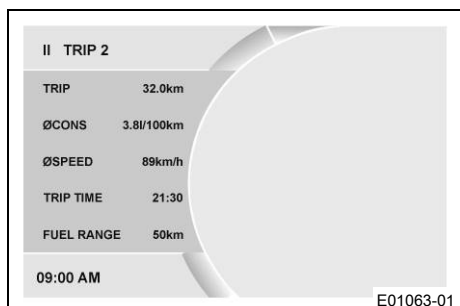 II TRIP 2
TRIP 32.0km
ØCONS 3.8l/100km
ØSPEED 89km/h
TRIP TIME 21:30
FUEL RANGE 50km
09:00 AM
E01063-01